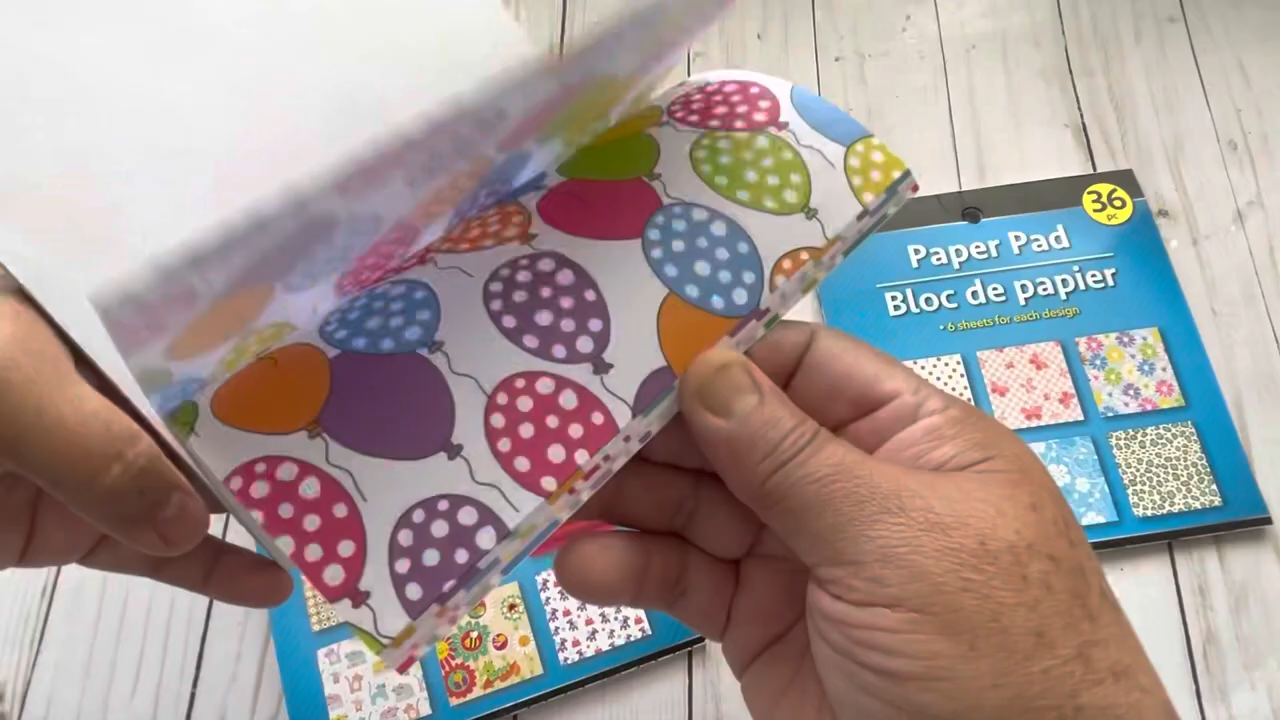 36
pc
Paper Pad
Bloc de papier
• 6 sheets for each design